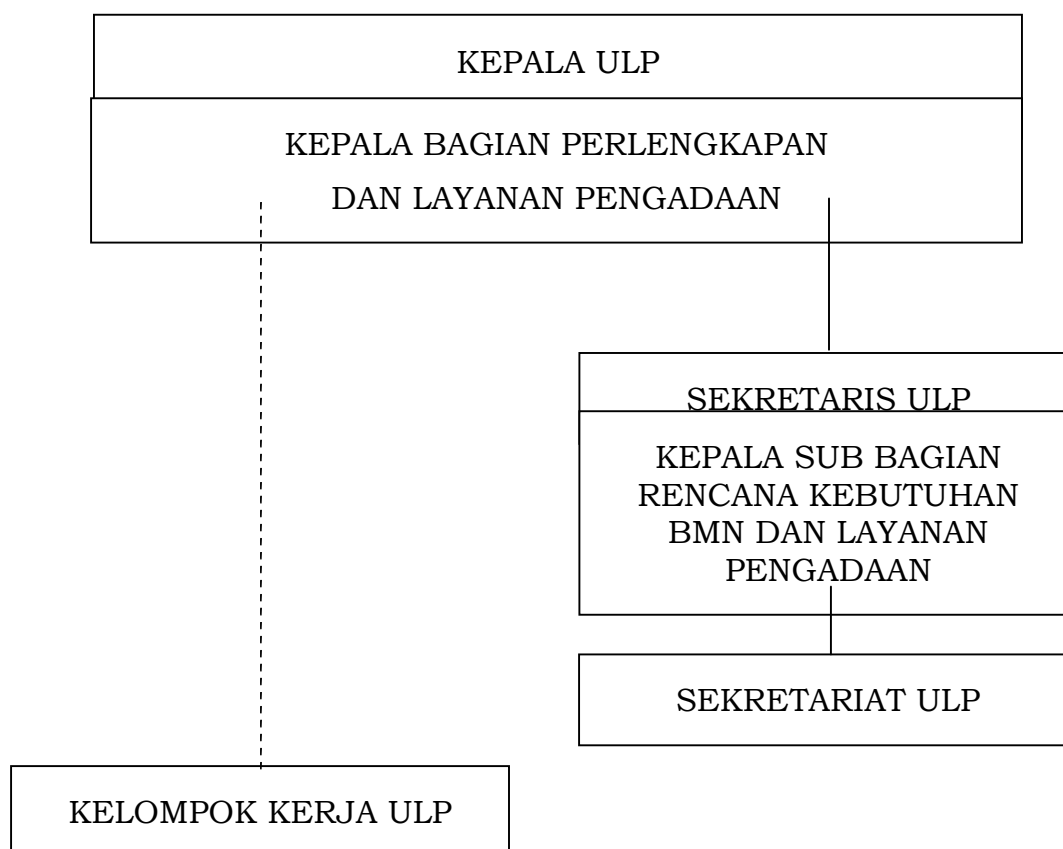 KEPALA ULP
KEPALA BAGIAN PERLENGKAPAN
DAN LAYANAN PENGADAAN
SEKRETARIS ULP
KEPALA SUB BAGIAN
RENCANA KEBUTUHAN
BMN DAN LAYANAN
PENGADAAN
SEKRETARIAT ULP
KELOMPOK KERJA ULP